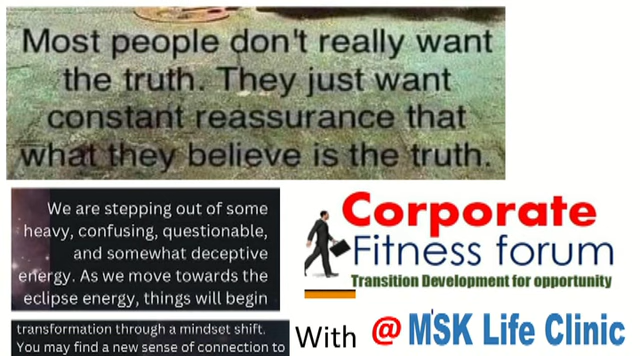 Most people don't really want
the truth. They just want
constant reassurance that
what they believe is the truth.
We are stepping out of some
heavy, confusing, questionable,
and somewhat deceptive
energy. As we move towards the
eclipse energy, things will begin
transformation through a mindset shift.
You may find a new sense of connection to
Corporate
Fitness forum
Transition Development for opportunity
With @ MSK Life Clinic